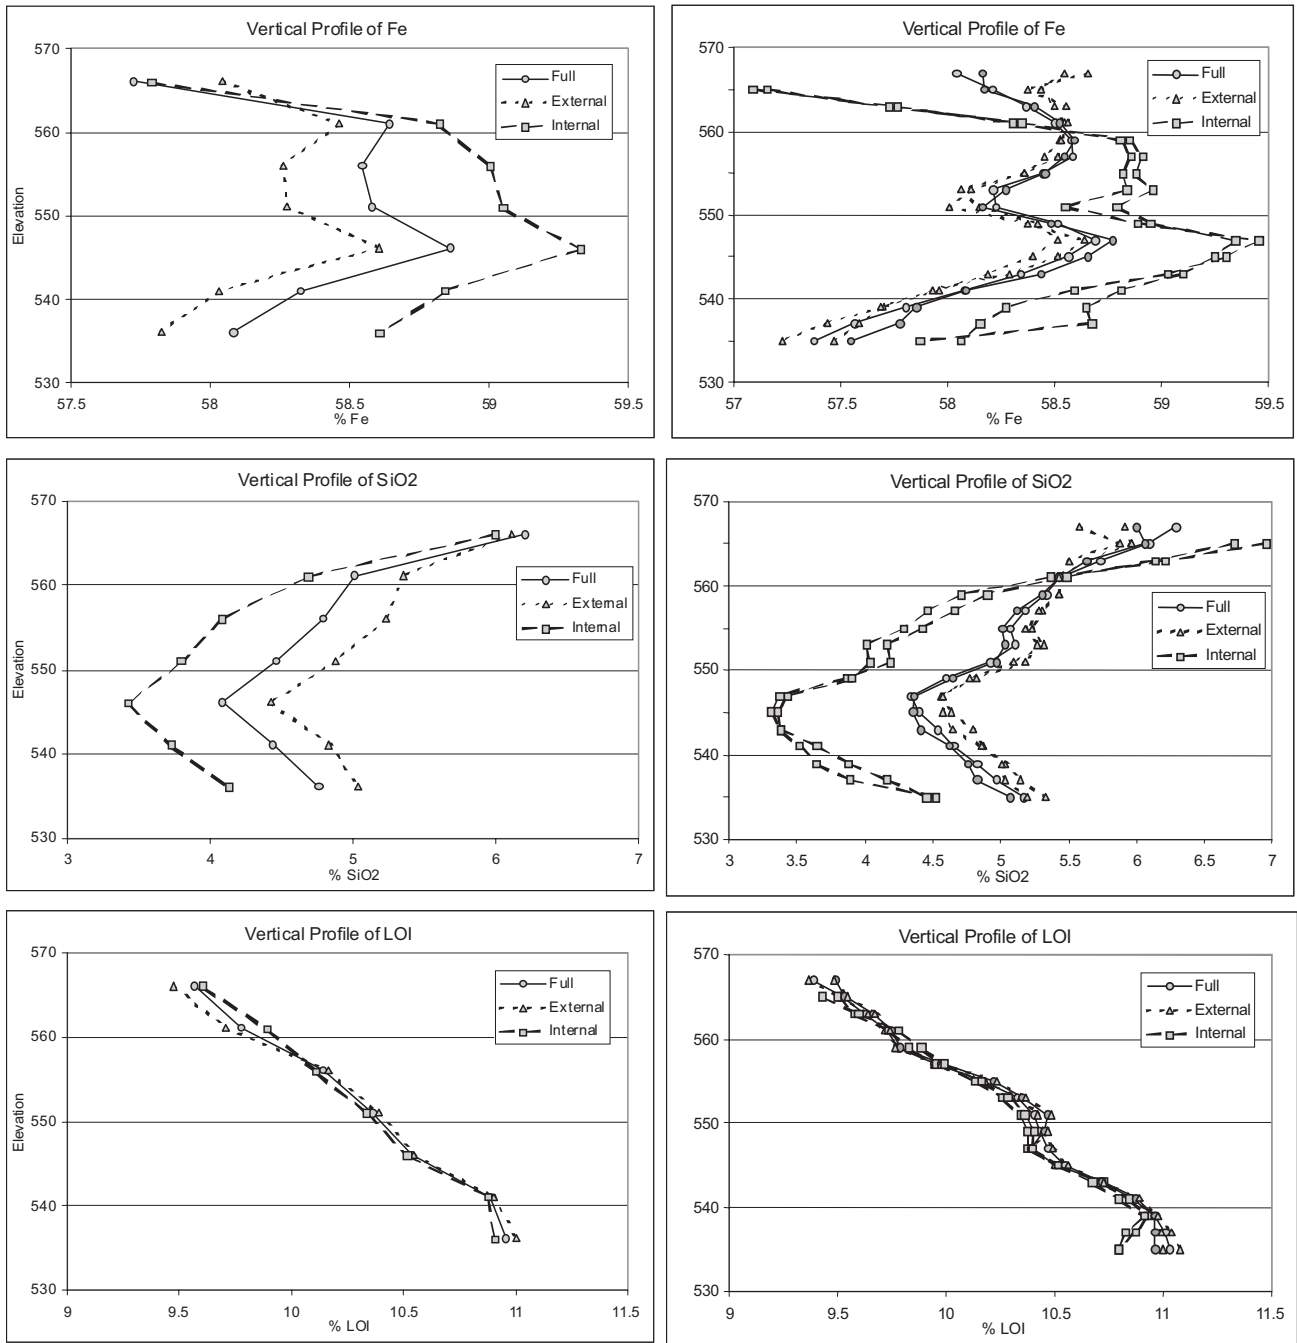 Vertical Profile of Fe
570
560
550
540
530
Elevation
Full
External
Internal
57.5 58 58.5 59 59.5
% Fe
Vertical Profile of Fe
570
560
550
540
530
Full
External
Internal
57 57.5 58 58.5 59 59.5
% Fe
Vertical Profile of SiO2
570
560
550
540
530
Elevation
Full
External
Internal
3 4 5 6 7
% SiO2
Vertical Profile of SiO2
570
560
550
540
530
Full
External
Internal
3 3.5 4 4.5 5 5.5 6 6.5 7
% SiO2
Vertical Profile of LOI
570
560
550
540
530
Elevation
Full
External
Internal
9 9.5 10 10.5 11 11.5
% LOI
Vertical Profile of LOI
570
560
550
540
530
Full
External
Internal
9 9.5 10 10.5 11 11.5
% LOI